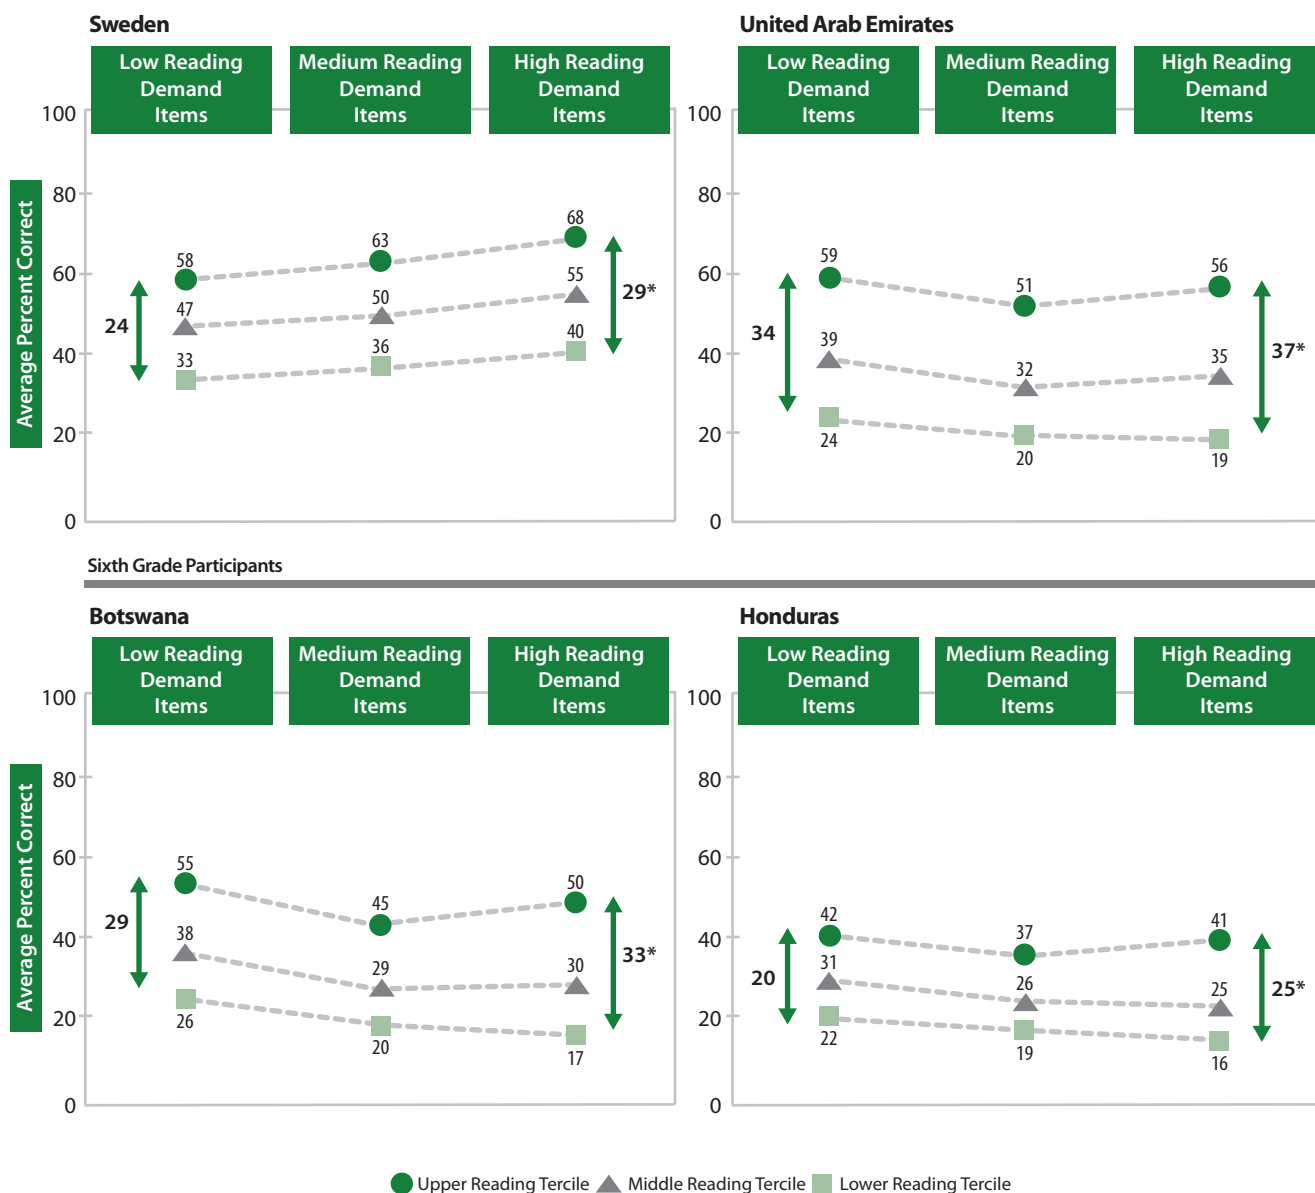 Sweden
Low Reading
Demand
Items
Medium Reading
Demand
Items
High Reading
Demand
Items
Average Percent Correct
100
80
60
40
20
0
58
63
68
47
50
55
33
36
40
24
29*
United Arab Emirates
Low Reading
Demand
Items
Medium Reading
Demand
Items
High Reading
Demand
Items
100
80
60
40
20
0
59
51
56
39
32
35
24
20
19
34
37*
Sixth Grade Participants
Botswana
Low Reading
Demand
Items
Medium Reading
Demand
Items
High Reading
Demand
Items
Average Percent Correct
100
80
60
40
20
0
55
45
50
38
29
30
26
20
17
29
33*
Honduras
Low Reading
Demand
Items
Medium Reading
Demand
Items
High Reading
Demand
Items
100
80
60
40
20
0
42
37
41
31
26
25
22
19
16
20
25*
Upper Reading Tercile Middle Reading Tercile Lower Reading Tercile